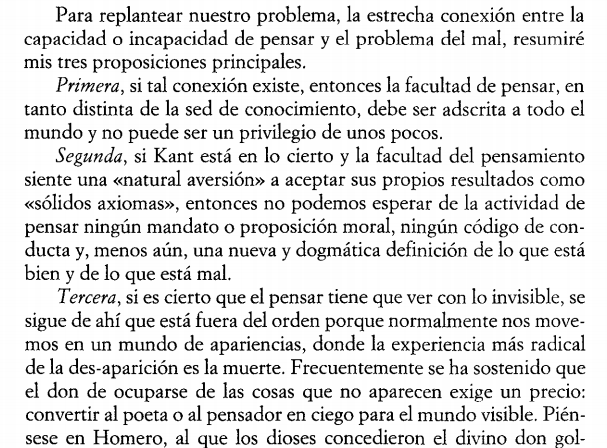 Para replantear nuestro problema, la estrecha conexión entre la
capacidad o incapacidad de pensar y el problema del mal, resumiré
mis tres proposiciones principales.
Primera, si tal conexión existe, entonces la facultad de pensar, en
tanto distinta de la sed de conocimiento, debe ser adscrita a todo el
mundo y no puede ser un privilegio de unos pocos.
Segunda, si Kant está en lo cierto y la facultad del pensamiento
siente una «natural aversión» a aceptar sus propios resultados como
«sólidos axiomas», entonces no podemos esperar de la actividad de
pensar ningún mandato o proposición moral, ningún código de con-
ducta y, menos aún, una nueva y dogmática definición de lo que está
bien y de lo que está mal.
Tercera, si es cierto que el pensar tiene que ver con lo invisible, se
sigue de ahí que está fuera del orden porque normalmente nos move-
mos en un mundo de apariencias, donde la experiencia más radical
de la des-aparición es la muerte. Frecuentemente se ha sostenido que
el don de ocuparse de las cosas que no aparecen exige un precio:
convertir al poeta o al pensador en ciego para el mundo visible. Pién-
sese en Homero, al que los dioses concedieron el divino don gol-